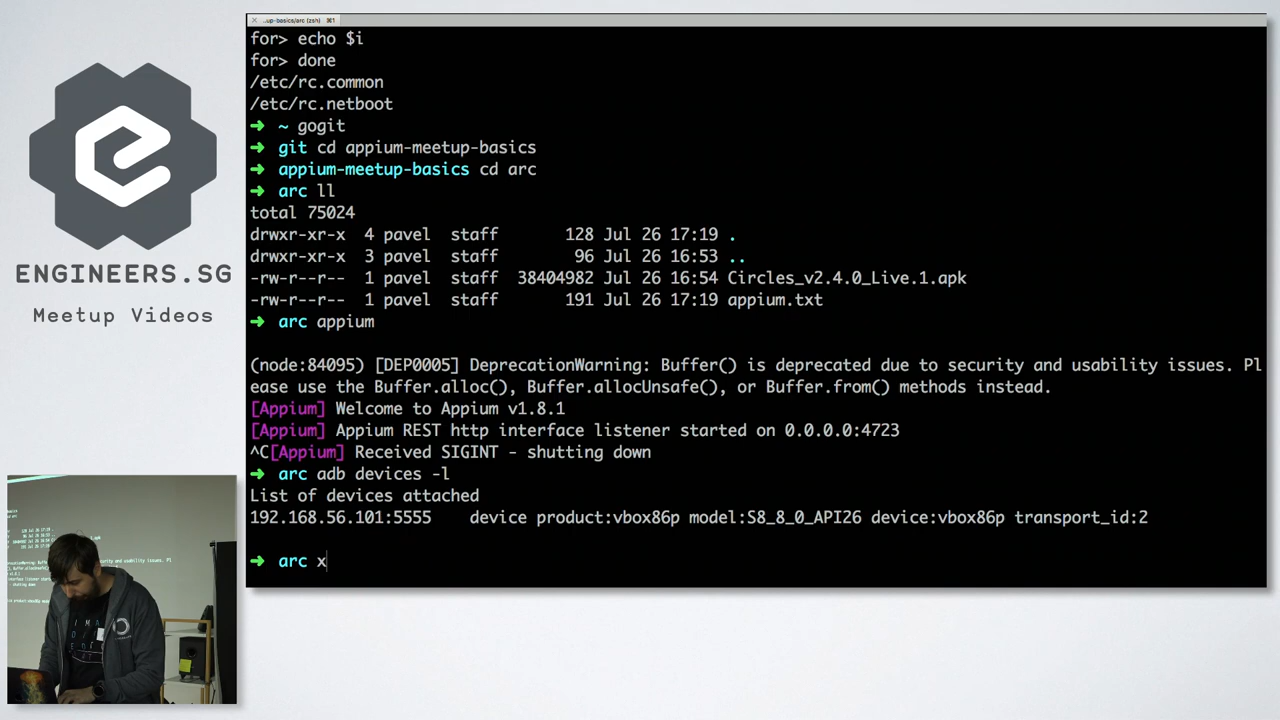 ..up-basics/arc (zsh) ⌘1
for> echo $i
for> done
/etc/rc.common
/etc/rc.netboot
➜ ~ gogit
➜ git cd appium-meetup-basics
➜ appium-meetup-basics cd arc
➜ arc ll
total 75024
drwxr-xr-x 4 pavel staff 128 Jul 26 17:19 .
drwxr-xr-x 3 pavel staff 96 Jul 26 16:53 ..
-rw-r--r-- 1 pavel staff 38404982 Jul 26 16:54 Circles_v2.4.0_Live.1.apk
-rw-r--r-- 1 pavel staff 191 Jul 26 17:19 appium.txt
➜ arc appium
(node:84095) [DEP0005] DeprecationWarning: Buffer() is deprecated due to security and usability issues. Pl
ease use the Buffer.alloc(), Buffer.allocUnsafe(), or Buffer.from() methods instead.
[Appium] Welcome to Appium v1.8.1
[Appium] Appium REST http interface listener started on 0.0.0.0:4723
^C[Appium] Received SIGINT - shutting down
➜ arc adb devices -l
List of devices attached
192.168.56.101:5555 device product:vbox86p model:S8_8_0_API26 device:vbox86p transport_id:2
➜ arc x
ENGINEERS.SG
Meetup Videos